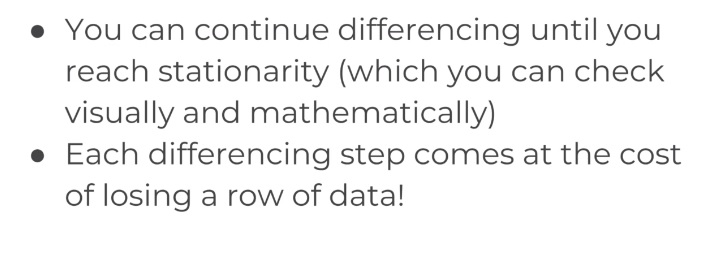 ● You can continue differencing until you
reach stationarity (which you can check
visually and mathematically)
● Each differencing step comes at the cost
of losing a row of data!